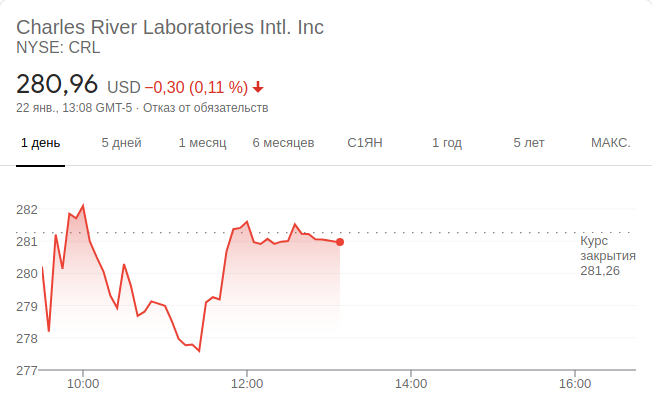 Charles River Laboratories Intl. Inc
NYSE: CRL
280,96 USD −0,30 (0,11 %)
22 янв., 13:08 GMT-5 · Отказ от обязательств
1 день 5 дней 1 месяц 6 месяцев С1ЯН 1 год 5 лет МАКС.
282
281
280
279
278
277
Курс
закрытия
281,26
10:00 12:00 14:00 16:00